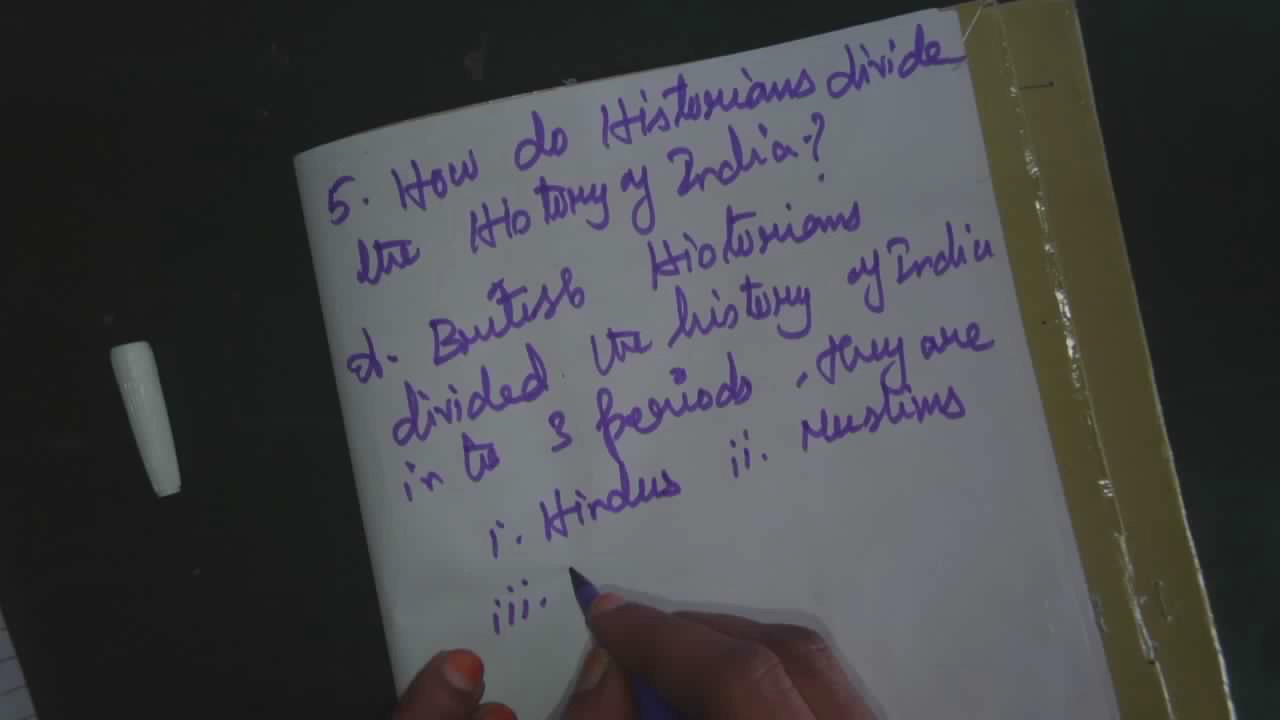 5. How do Historians divide
the History of India?
d. British Historians
divided the history of India
in to 3 periods. They are
i. Hindus ii. Muslims
iii.